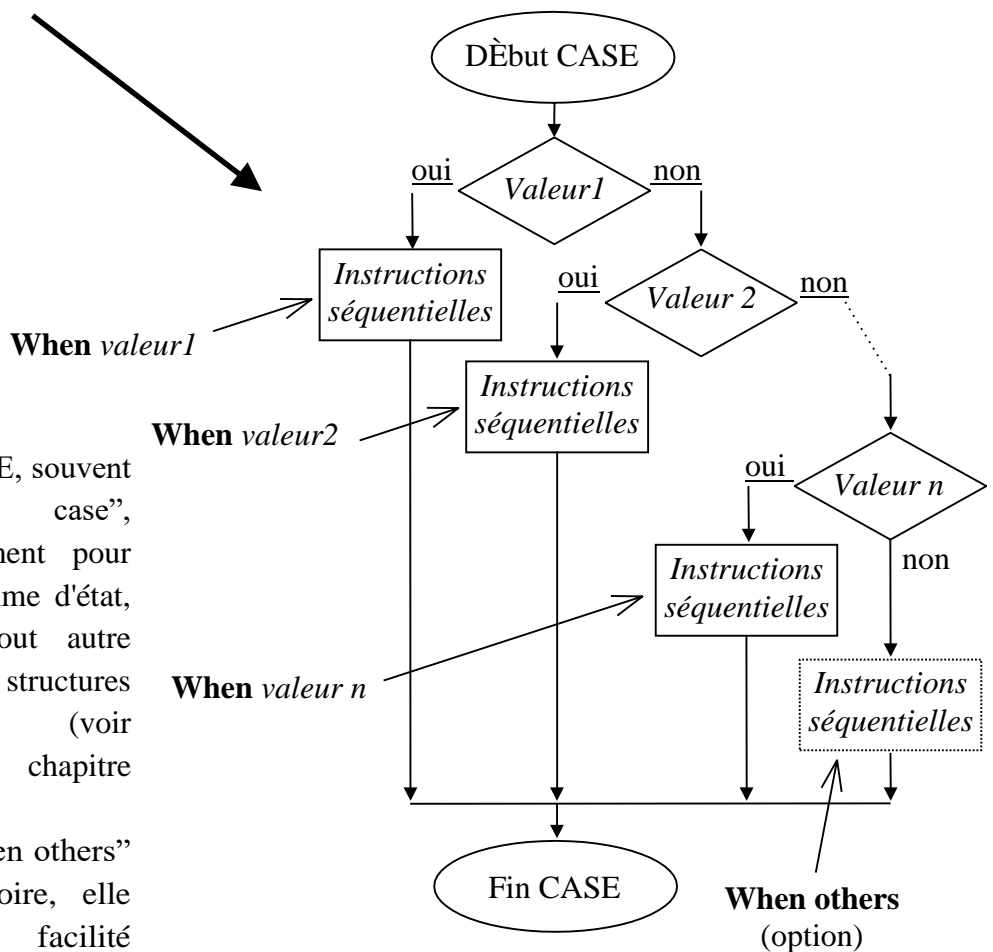 DÈbut CASE
oui
Valeur1
non
Instructions
séquentielles
When valeur1
oui
Valeur 2
non
Instructions
séquentielles
When valeur2
oui
Valeur n
non
Instructions
séquentielles
When valeur n
Instructions
séquentielles
Fin CASE
When others
(option)
E, souvent
case”,
ment pour
me d'état,
out autre
structures
(voir
chapitre
en others”
oire, elle
facilité